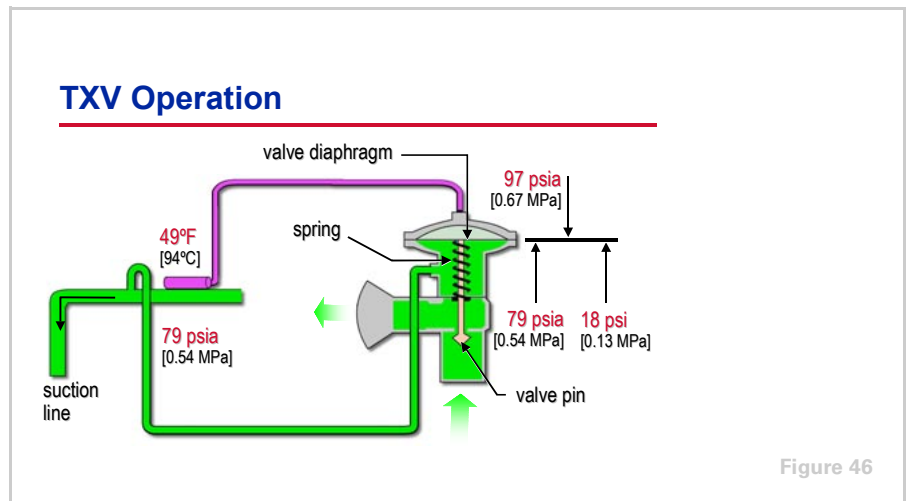 TXV Operation
valve diaphragm
97 psia
[0.67 MPa]
spring
49ºF
[94ºC]
79 psia
[0.54 MPa]
18 psi
[0.13 MPa]
79 psia
[0.54 MPa]
suction
line
valve pin
Figure 46